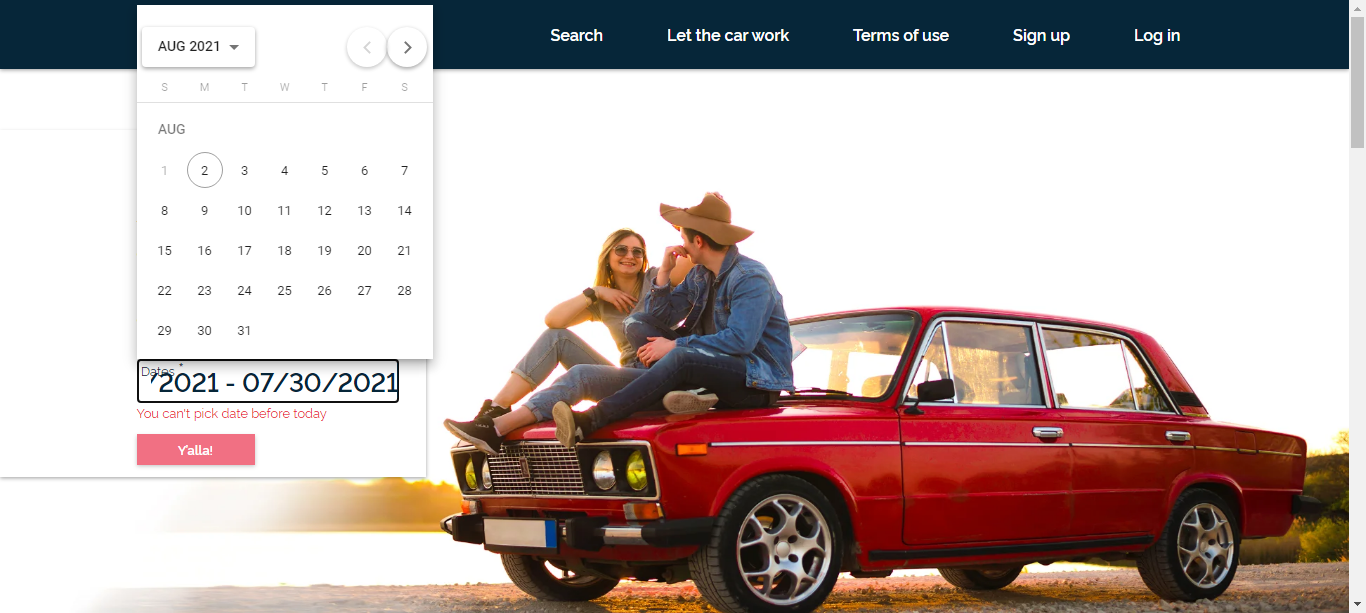 Search Let the car work Terms of use Sign up Log in
AUG 2021
S M T W T F S
AUG
1 2 3 4 5 6 7
8 9 10 11 12 13 14
15 16 17 18 19 20 21
22 23 24 25 26 27 28
29 30 31
Dates *
/2021 - 07/30/2021
You can't pick date before today
Y'alla!